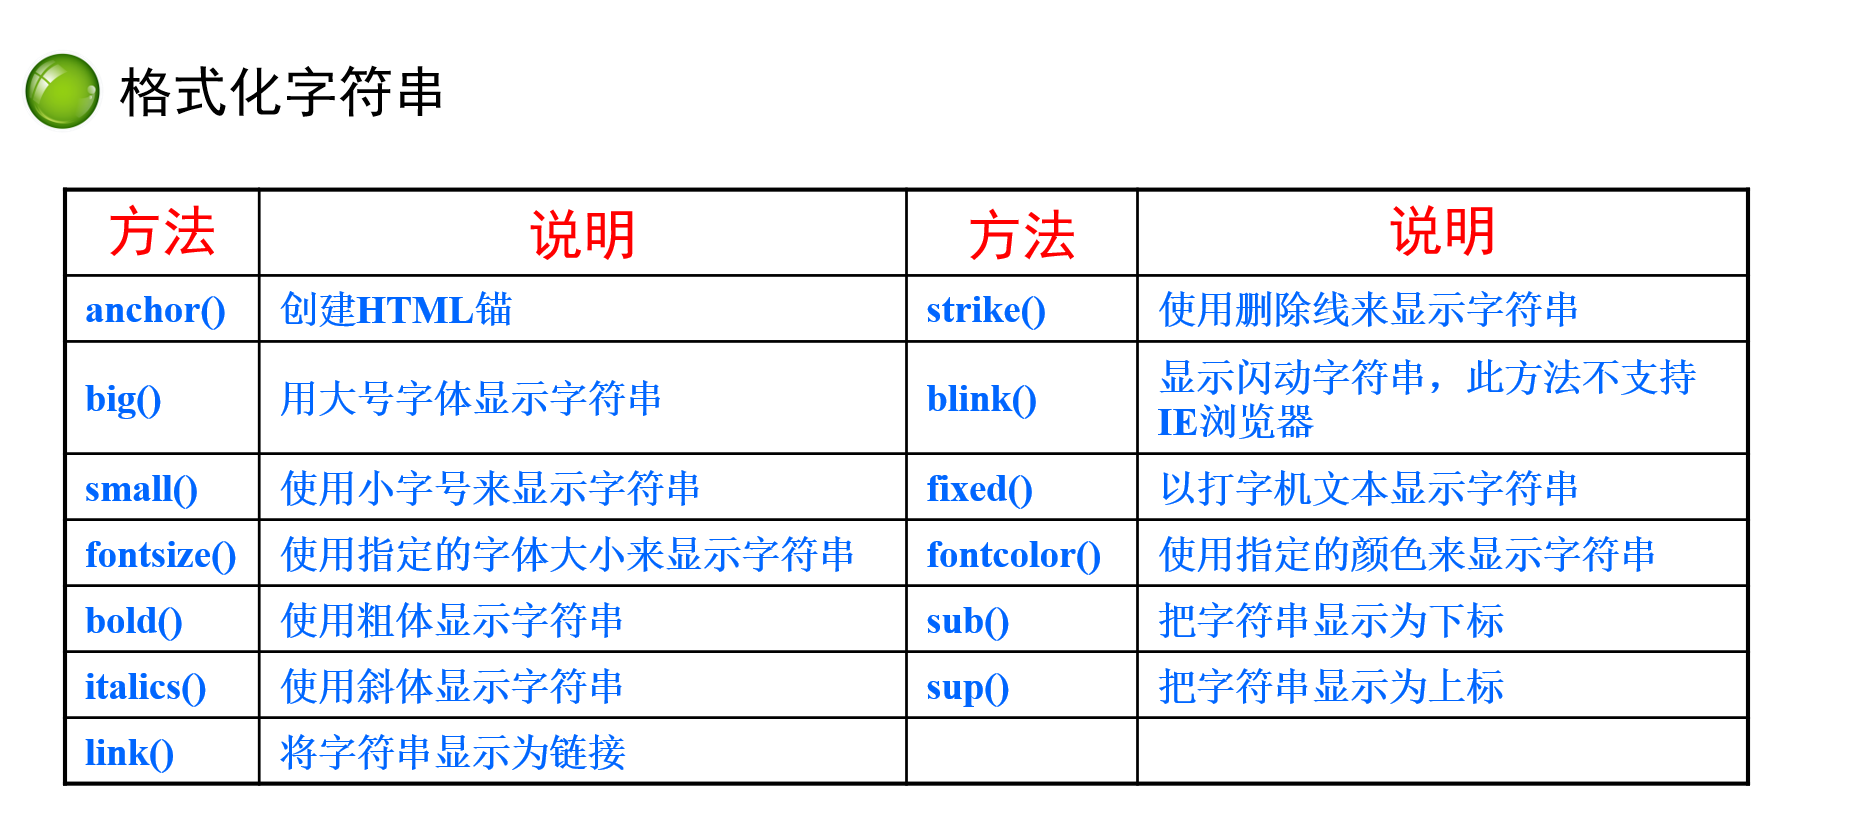 格式化字符串
方法 说明 方法 说明
anchor() 创建HTML锚 strike() 使用删除线来显示字符串
big() 用大号字体显示字符串 blink() 显示闪动字符串，此方法不支持
IE浏览器
small() 使用小字号来显示字符串 fixed() 以打字机文本显示字符串
fontsize() 使用指定的字体大小来显示字符串 fontcolor() 使用指定的颜色来显示字符串
bold() 使用粗体显示字符串 sub() 把字符串显示为下标
italics() 使用斜体显示字符串 sup() 把字符串显示为上标
link() 将字符串显示为链接